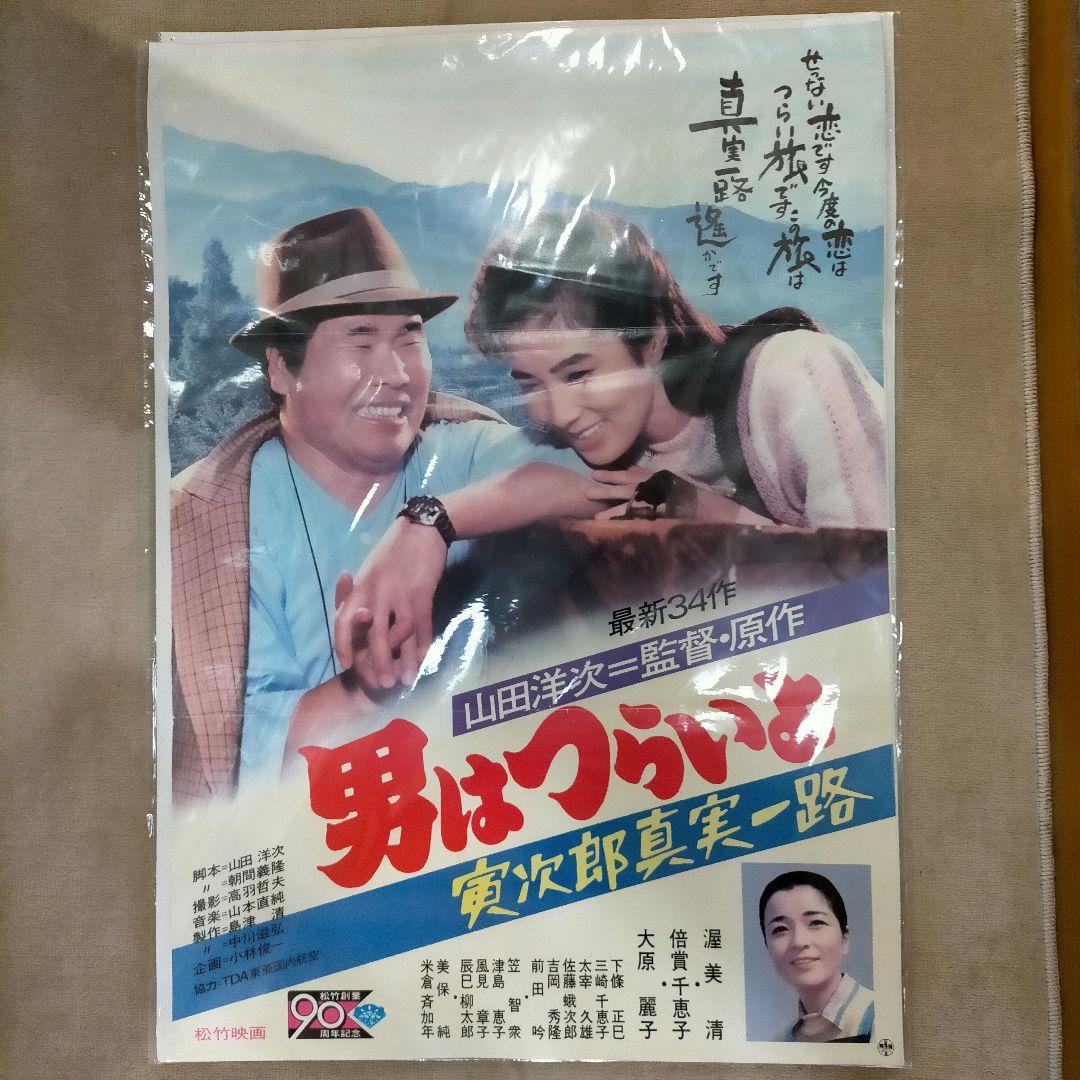 せつない恋です今度の恋は
つらい旅ですこの旅は
真実一路遙かです
最新34作
山田洋次=監督・原作
男はつらいよ
寅次郎真実一路
脚本=山田 洋次
〃=朝間義隆
撮影=高羽哲夫
音楽=山本直純
製作=島津 清
〃=中川滋弘
企画=小林俊一
協力=TDA東亜国内航空
渥美 清
倍賞千恵子
大原・麗子
下條 正巳
三崎千恵子
太宰 久雄
佐藤蛾次郎
吉岡 秀隆
前田 吟
笠・智衆
津島 恵子
風見 章子
辰巳柳太郎
美保・純
米倉斉加年
松竹映画
松竹創業
90
周年記念